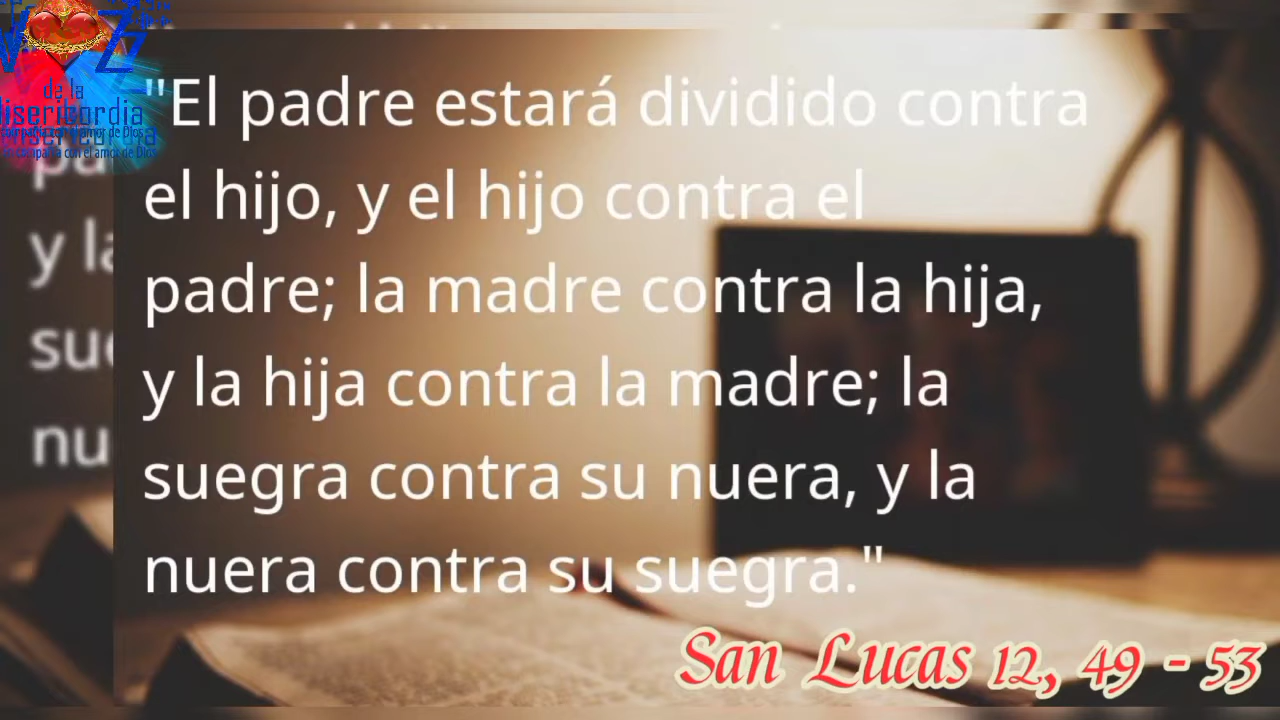 VOZ
de la
Misericordia
"El padre estará dividido contra
el hijo, y el hijo contra el
padre; la madre contra la hija,
y la hija contra la madre; la
suegra contra su nuera, y la
nuera contra su suegra."
San Lucas 12, 49 - 53